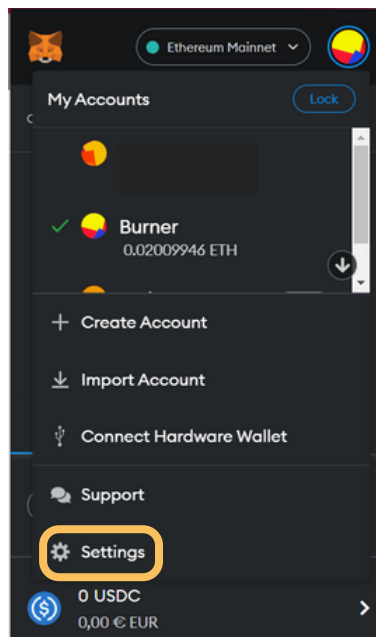 Ethereum Mainnet
My Accounts
Lock
Burner
0.02009946 ETH
Create Account
Import Account
Connect Hardware Wallet
Support
Settings
0 USDC
0,00 € EUR